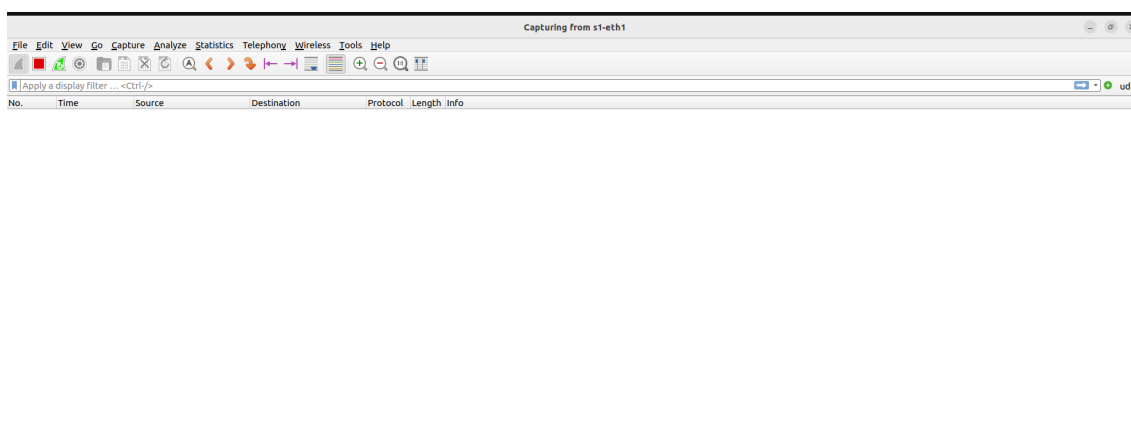 Capturing from s1-eth1
File Edit View Go Capture Analyze Statistics Telephony Wireless Tools Help
Apply a display filter ... <Ctrl-/>
ud
No. Time Source Destination Protocol Length Info